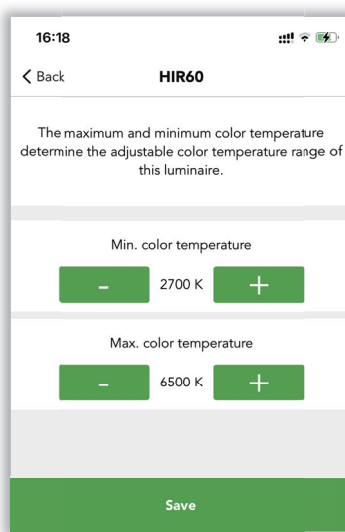 16:18
Back
HIR60
The maximum and minimum color temperature
determine the adjustable color temperature range of
this luminaire.
Min. color temperature
- 2700 K +
Max. color temperature
- 6500 K +
Save